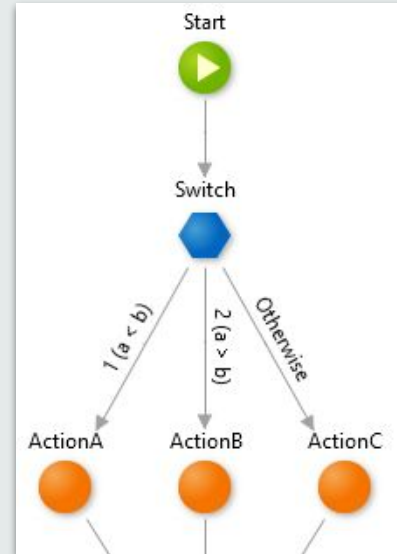 Start
Switch
1 (a < b)
2 (a > b)
Otherwise
ActionA
ActionB
ActionC